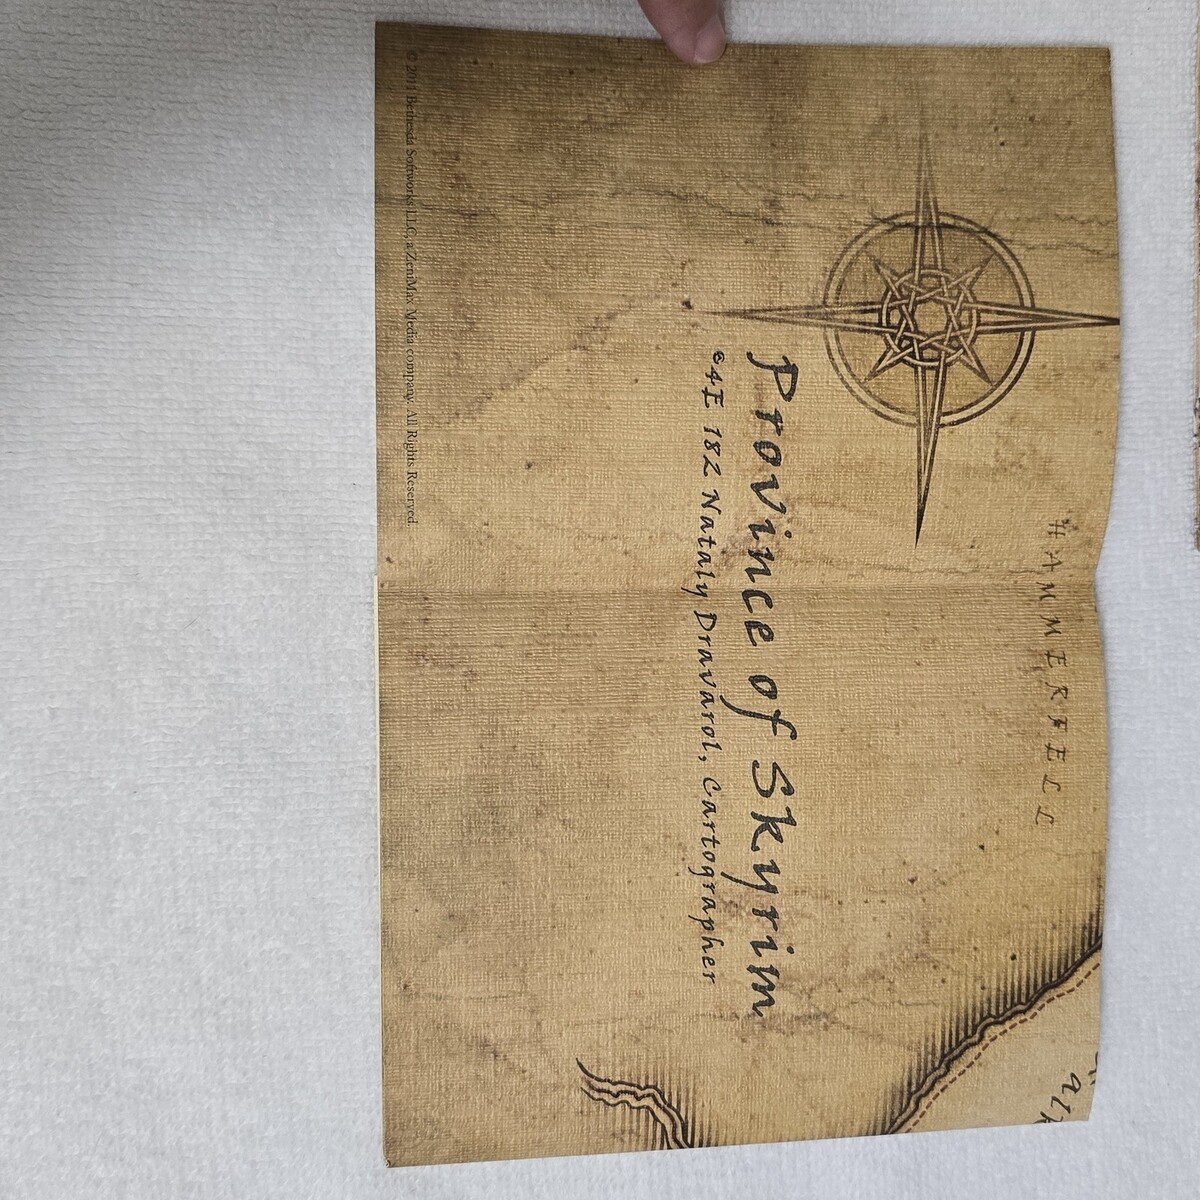 HAMMERFELL
Province of Skyrim
©4E 182 Nataly Dravarol, Cartographer
© 2011 Bethesda Softworks LLC, a ZeniMax Media company. All Rights Reserved.